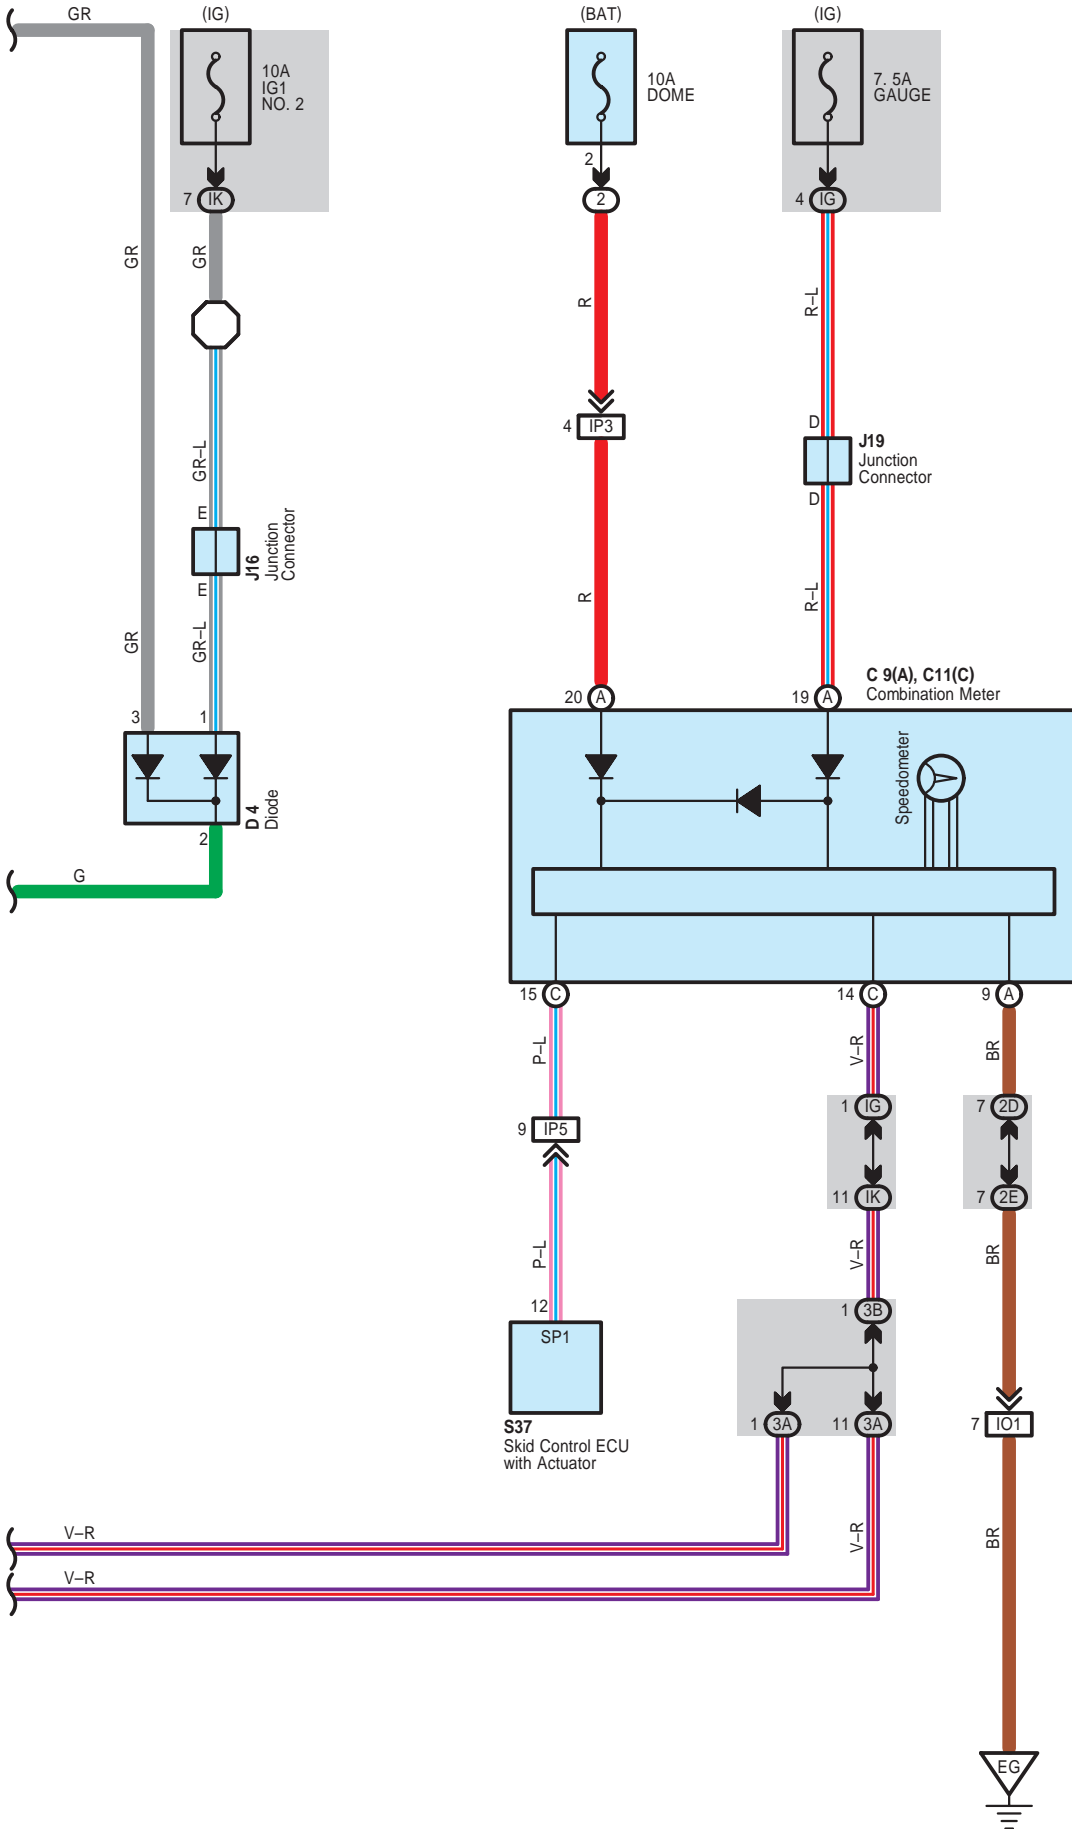 GR
(IG)
(BAT)
(IG)
10A
IG1
NO. 2
10A
DOME
7. 5A
GAUGE
2
7 IK
2
4 IG
GR
GR
R
R–L
4 IP3
D
J19
Junction
Connector
D
GR–L
E
J16
Junction
Connector
E
R
R–L
GR
GR–L
C 9(A), C11(C)
Combination Meter
20 A
19 A
3
1
Speedometer
D 4
Diode
2
G
15 C
14 C
9 A
P–L
V–R
BR
1 IG
7 2D
9 IP5
11 IK
7 2E
P–L
V–R
BR
12
SP1
1 3B
S37
Skid Control ECU
with Actuator
1 3A
11 3A
7 IO1
V–R
V–R
BR
V–R
EG